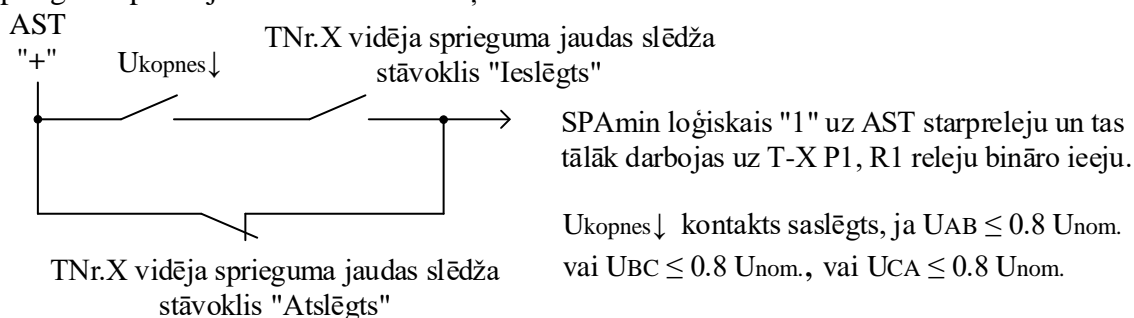 AST
"+"
Ukopnes↓
TNr.X vidēja sprieguma jaudas slēdža
stāvoklis "Ieslēgts"
SPAmin loģiskais "1" uz AST starpreleju un tas
tālāk darbojas uz T-X P1, R1 releju bināro ieeju.
Ukopnes↓ kontakts saslēgts, ja UAB ≤ 0.8 Unom.
vai UBC ≤ 0.8 Unom., vai UCA ≤ 0.8 Unom.
TNr.X vidēja sprieguma jaudas slēdža
stāvoklis "Atslēgts"